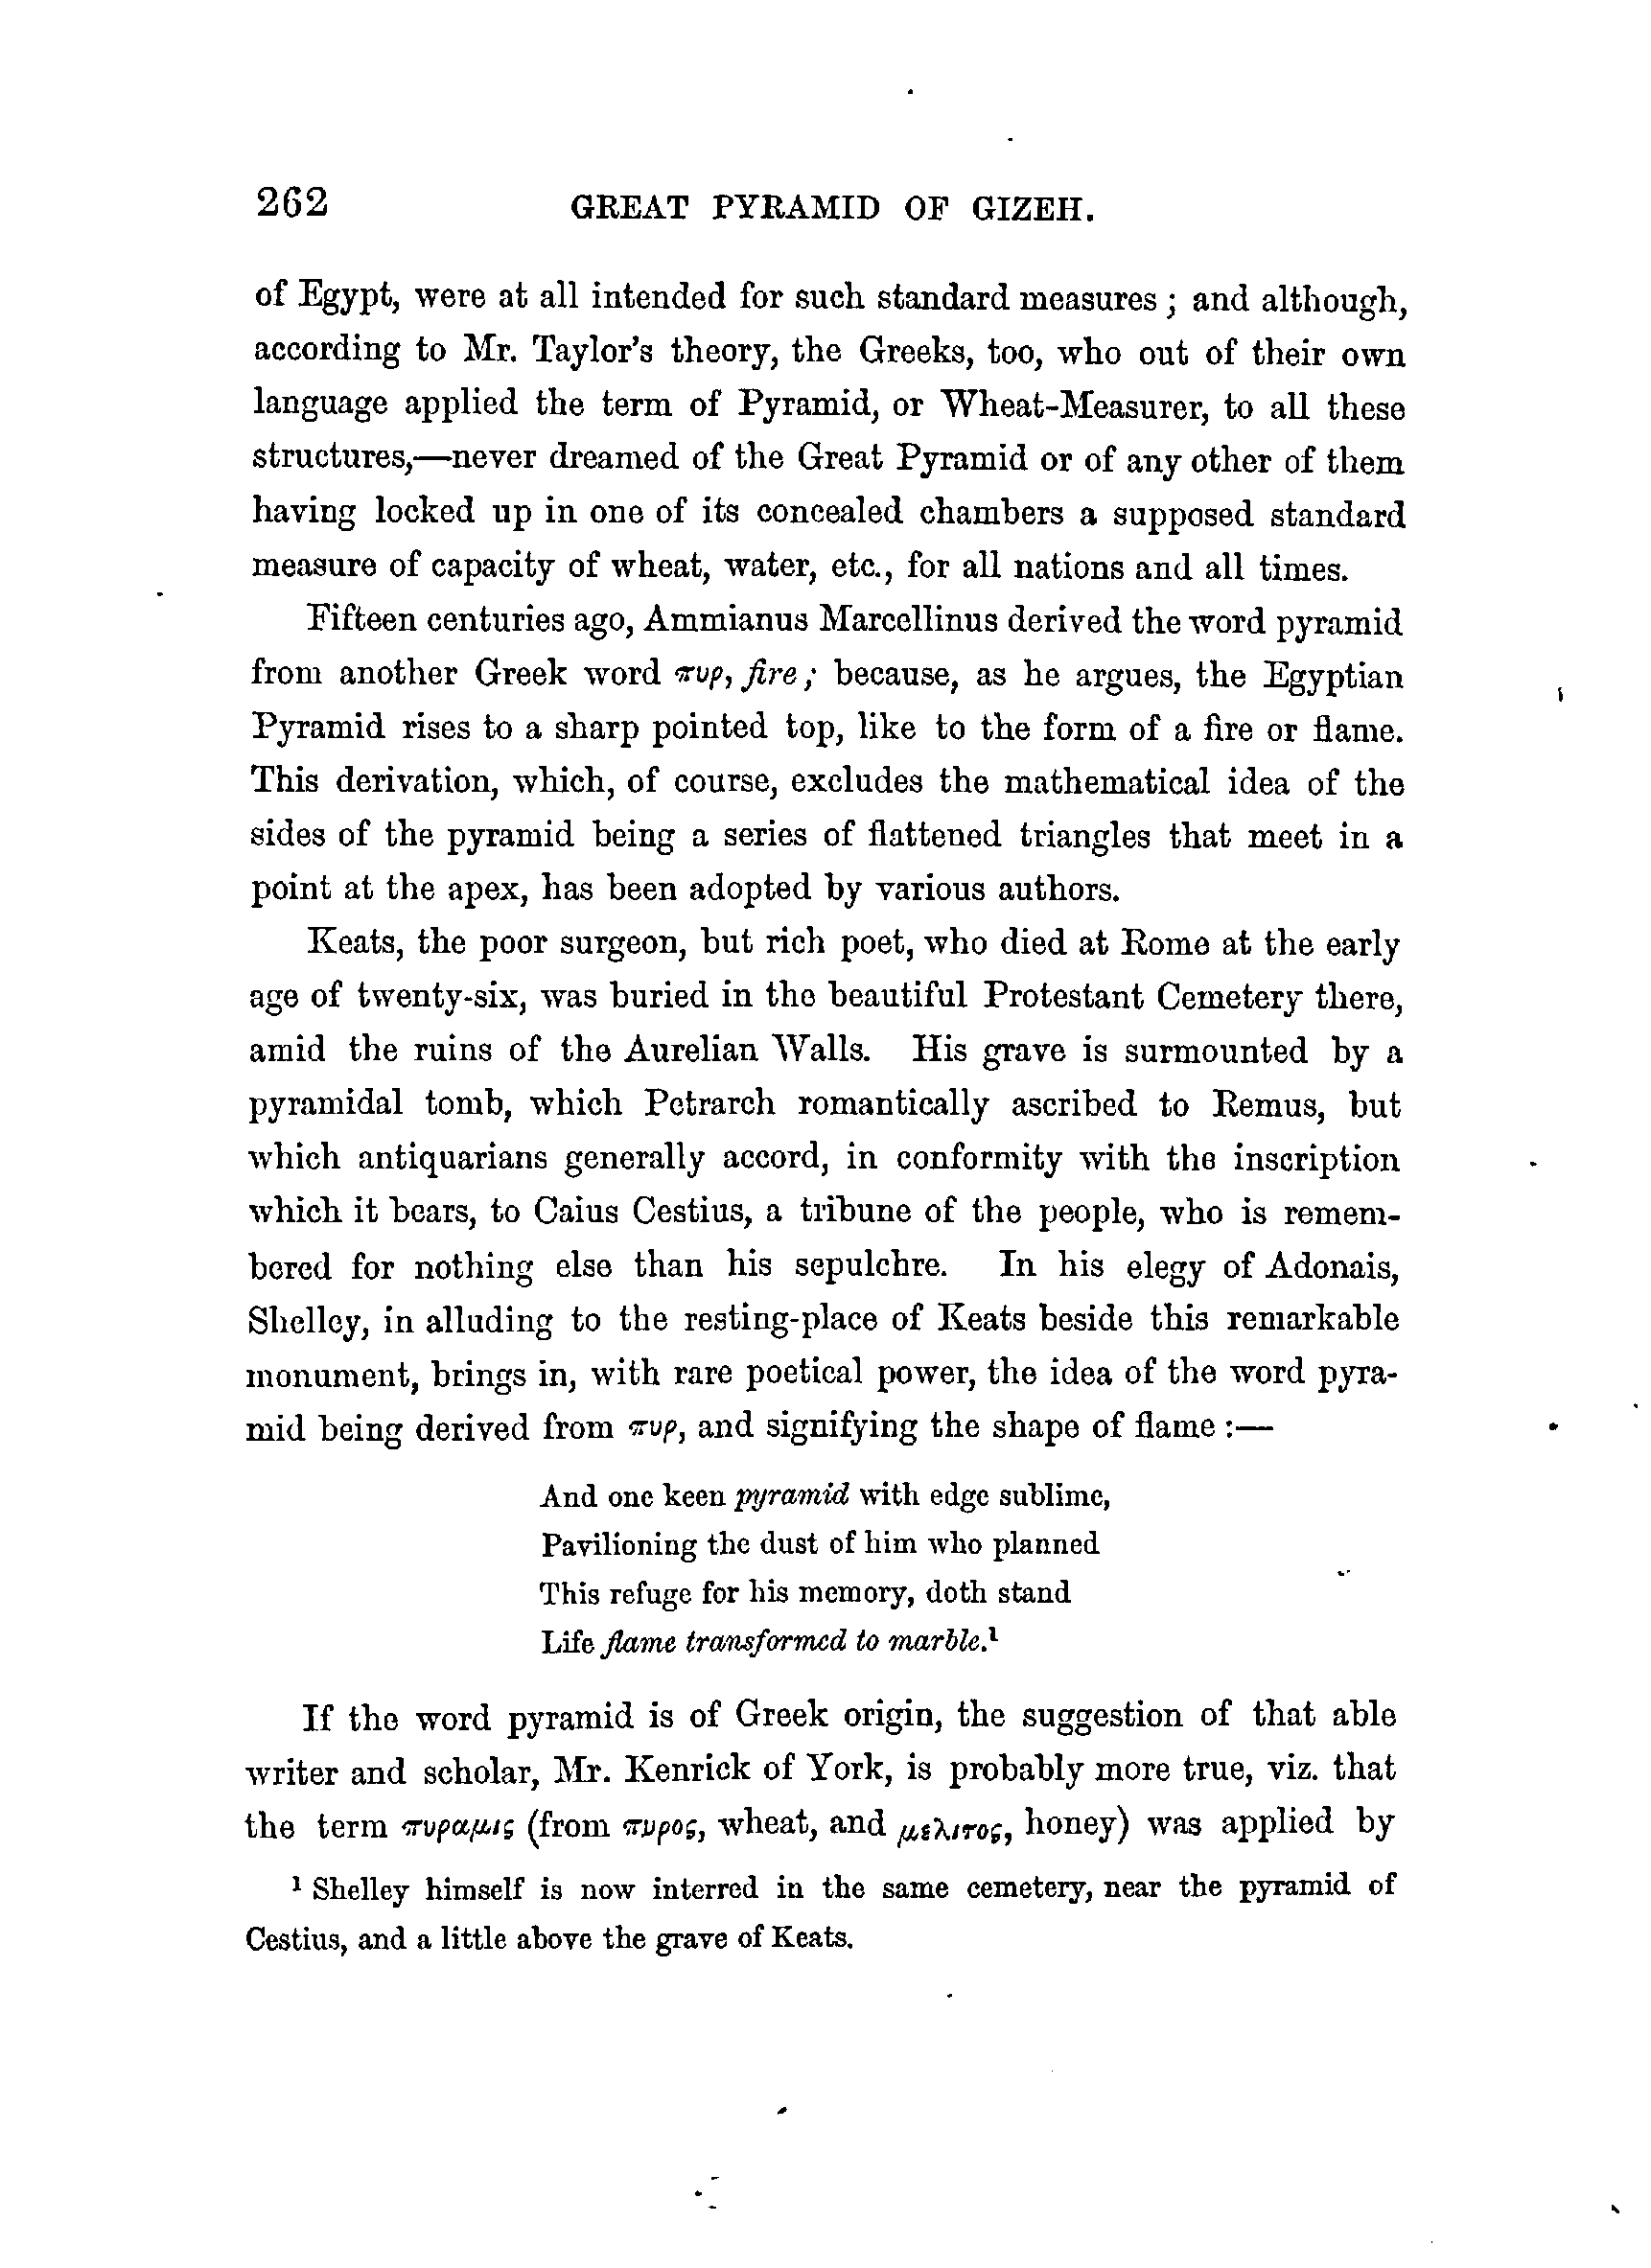 262 GREAT PYRAMID OF GIZEH.
of Egypt, were at all intended for such standard measures ; and although,
according to Mr. Taylor's theory, the Greeks, too, who out of their own
language applied the term of Pyramid, or Wheat-Measurer, to all these
structures,—never dreamed of the Great Pyramid or of any other of them
having locked up in one of its concealed chambers a supposed standard
measure of capacity of wheat, water, etc., for all nations and all times.
Fifteen centuries ago, Ammianus Marcellinus derived the word pyramid
from another Greek word πυρ, fire ; because, as he argues, the Egyptian
Pyramid rises to a sharp pointed top, like to the form of a fire or flame.
This derivation, which, of course, excludes the mathematical idea of the
sides of the pyramid being a series of flattened triangles that meet in a
point at the apex, has been adopted by various authors.
Keats, the poor surgeon, but rich poet, who died at Rome at the early
age of twenty-six, was buried in the beautiful Protestant Cemetery there,
amid the ruins of the Aurelian Walls. His grave is surmounted by a
pyramidal tomb, which Petrarch romantically ascribed to Remus, but
which antiquarians generally accord, in conformity with the inscription
which it bears, to Caius Cestius, a tribune of the people, who is remem-
bered for nothing else than his sepulchre. In his elegy of Adonais,
Shelley, in alluding to the resting-place of Keats beside this remarkable
monument, brings in, with rare poetical power, the idea of the word pyra-
mid being derived from πυρ, and signifying the shape of flame :—
And one keen pyramid with edge sublime,
Pavilioning the dust of him who planned
This refuge for his memory, doth stand
Life flame transformed to marble.¹
If the word pyramid is of Greek origin, the suggestion of that able
writer and scholar, Mr. Kenrick of York, is probably more true, viz. that
the term πυραμις (from πυρος, wheat, and μελιτος, honey) was applied by
¹ Shelley himself is now interred in the same cemetery, near the pyramid of
Cestius, and a little above the grave of Keats.